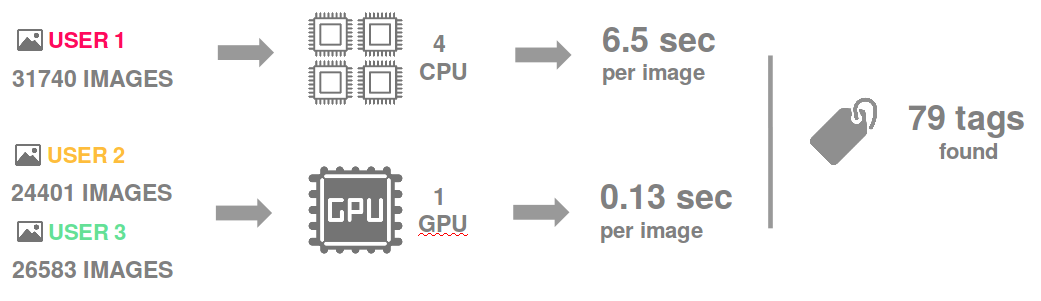 USER 1
31740 IMAGES
4
CPU
6.5 sec
per image
USER 2
24401 IMAGES
USER 3
26583 IMAGES
GPU
1
GPU
0.13 sec
per image
79 tags
found